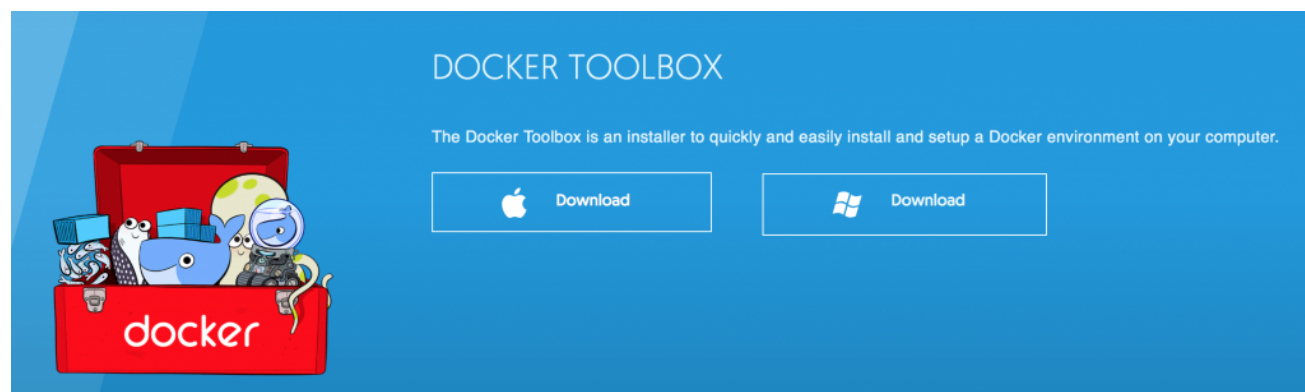 DOCKER TOOLBOX
The Docker Toolbox is an installer to quickly and easily install and setup a Docker environment on your computer.
Download
Download
docker